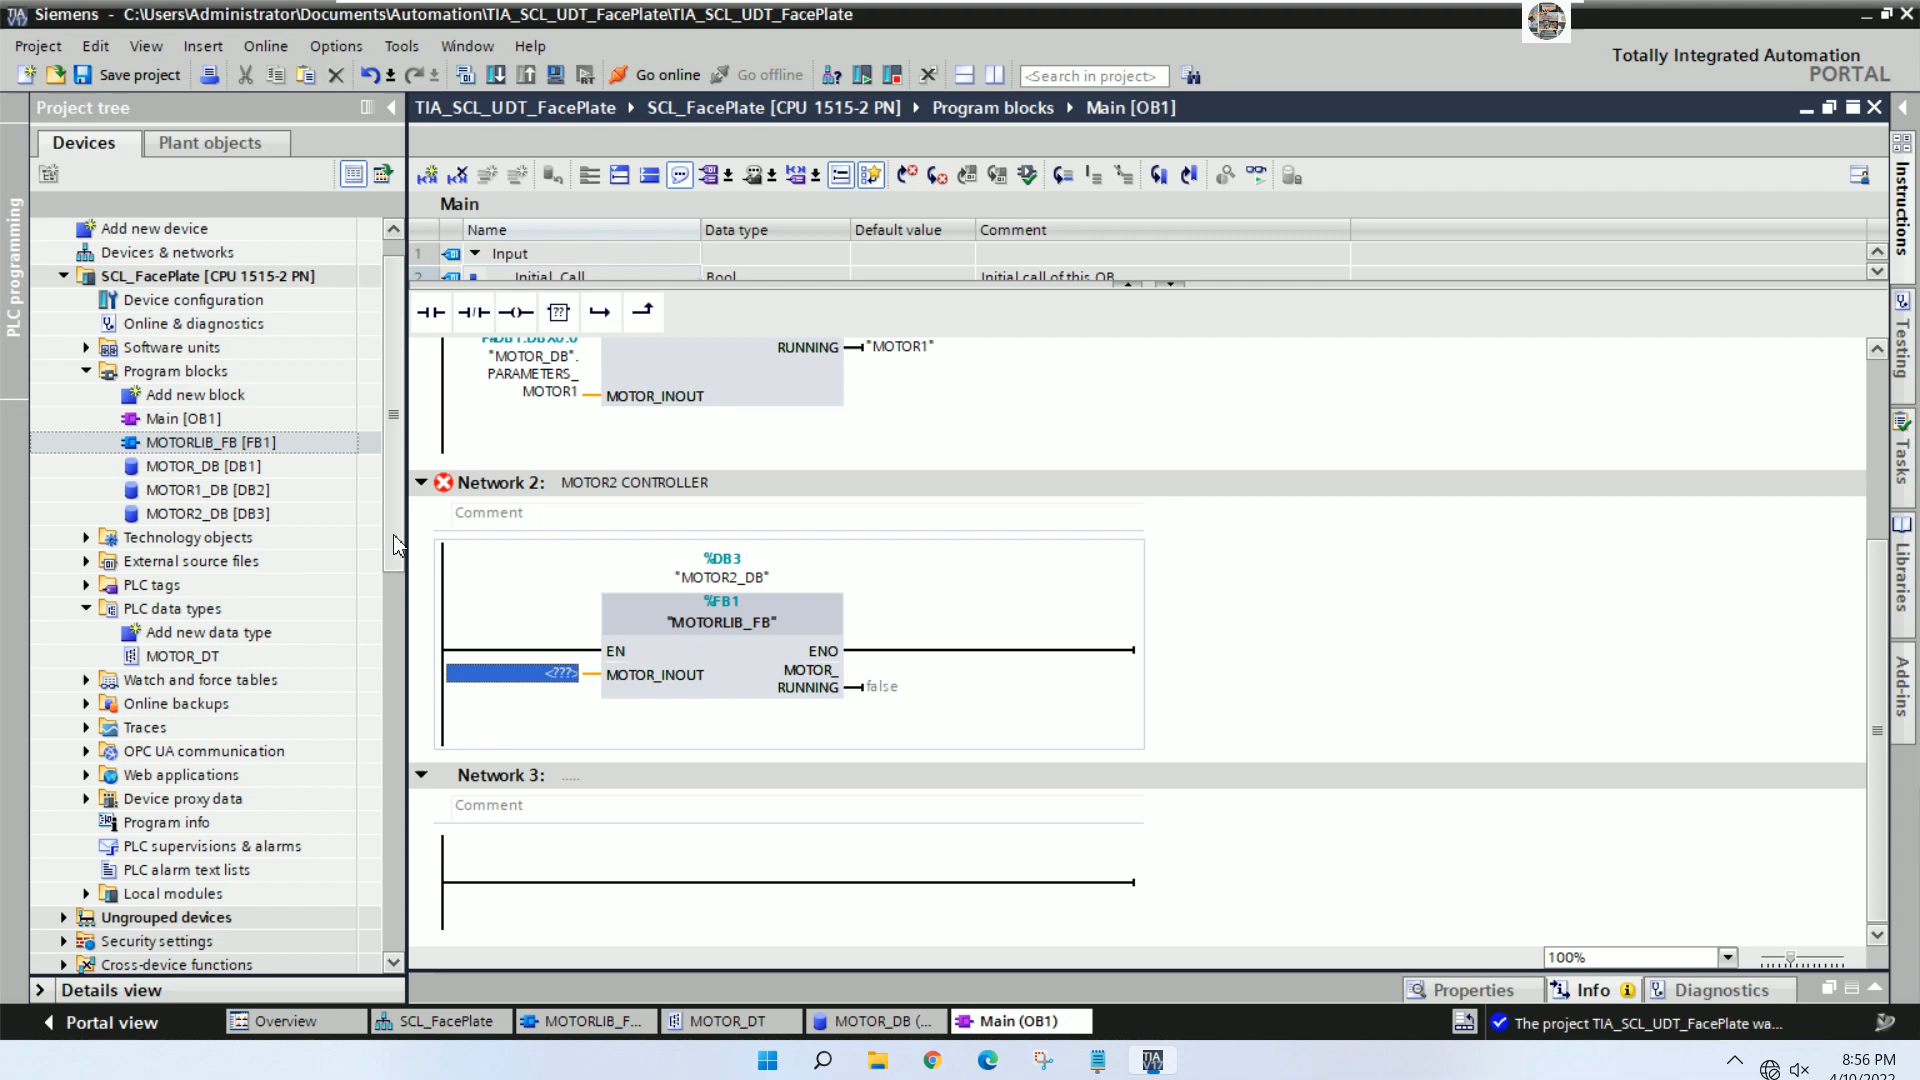 Siemens - C:\Users\Administrator\Documents\Automation\TIA_SCL_UDT_FacePlate\TIA_SCL_UDT_FacePlate
Project Edit View Insert Online Options Tools Window Help
Totally Integrated Automation
PORTAL
Save project
Go online
Go offline
<Search in project>
Project tree
TIA_SCL_UDT_FacePlate
SCL_FacePlate [CPU 1515-2 PN]
Program blocks
Main [OB1]
Devices
Plant objects
PLC programming
Add new device
Devices & networks
SCL_FacePlate [CPU 1515-2 PN]
Device configuration
Online & diagnostics
Software units
Program blocks
Add new block
Main [OB1]
MOTORLIB_FB [FB1]
MOTOR_DB [DB1]
MOTOR1_DB [DB2]
MOTOR2_DB [DB3]
Technology objects
External source files
PLC tags
PLC data types
Add new data type
MOTOR_DT
Watch and force tables
Online backups
Traces
OPC UA communication
Web applications
Device proxy data
Program info
PLC supervisions & alarms
PLC alarm text lists
Local modules
Ungrouped devices
Security settings
Cross-device functions
Details view
Main
Name Data type Default value Comment
1 Input
2 Initial_Call Bool Initial call of this OB
??
"MOTOR_DB".
PARAMETERS_
MOTOR1
MOTOR_INOUT
RUNNING
"MOTOR1"
Network 2: MOTOR2 CONTROLLER
Comment
%DB3
"MOTOR2_DB"
%FB1
"MOTORLIB_FB"
EN ENO
<???>
MOTOR_INOUT
MOTOR_
RUNNING
false
Network 3: .....
Comment
100%
Properties
Info
Diagnostics
Instructions
Testing
Tasks
Libraries
Add-ins
Portal view
Overview
SCL_FacePlate
MOTORLIB_F...
MOTOR_DT
MOTOR_DB (...
Main (OB1)
The project TIA_SCL_UDT_FacePlate wa...
8:56 PM
4/10/2022